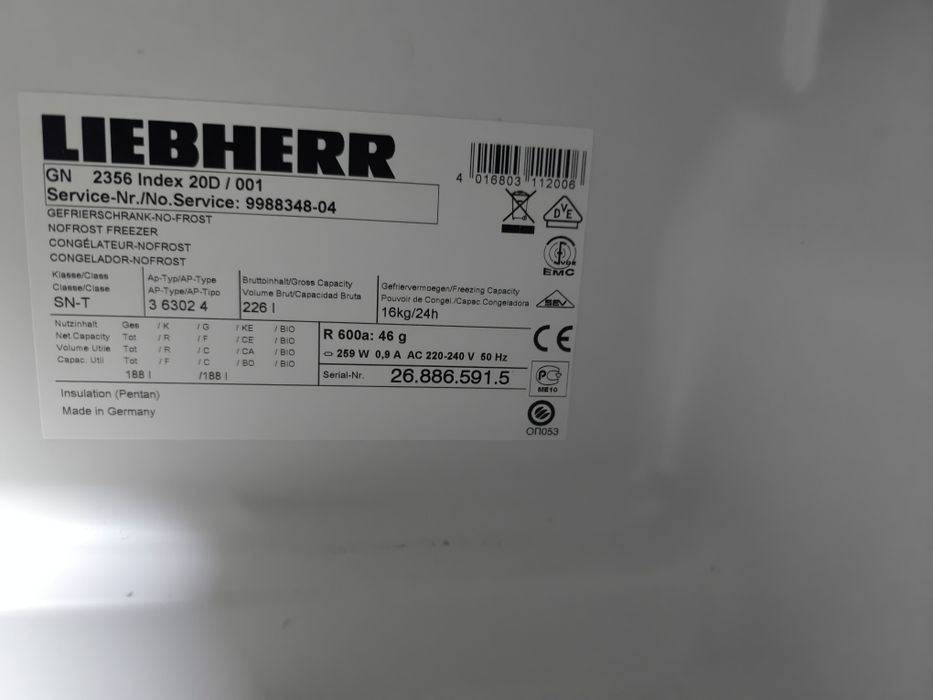 LIEBHERR
GN 2356 Index 20D / 001
Service-Nr./No.Service: 9988348-04
4 016803 112006
GEFRIERSCHRANK-NO-FROST
NOFROST FREEZER
CONGÉLATEUR-NOFROST
CONGELADOR-NOFROST
DVE
VDE
EMC
SEV
Klasse/Class
Classe/Clase
SN-T
Ap-Typ/AP-Type
AP-Type/AP-Tipo
3 6302 4
Bruttoinhalt/Gross Capacity
Volume Brut/Capacidad Bruta
226 l
Gefriervermoegen/Freezing Capacity
Pouvoir de Congel./Capac Congeladora
16kg/24h
Nutzinhalt Ges / K / G / KE / BIO
Net.Capacity Tot / R / F / CE / BIO
Volume Utile Tot / R / C / CA / BIO
Capac. Util Tot / F / C / BO / BIO
188 l /188 l
R 600a: 46 g
259 W 0,9 A AC 220-240 V 50 Hz
Serial-Nr. 26.886.591.5
CE
PC
ME10
ОП053
Insulation (Pentan)
Made in Germany